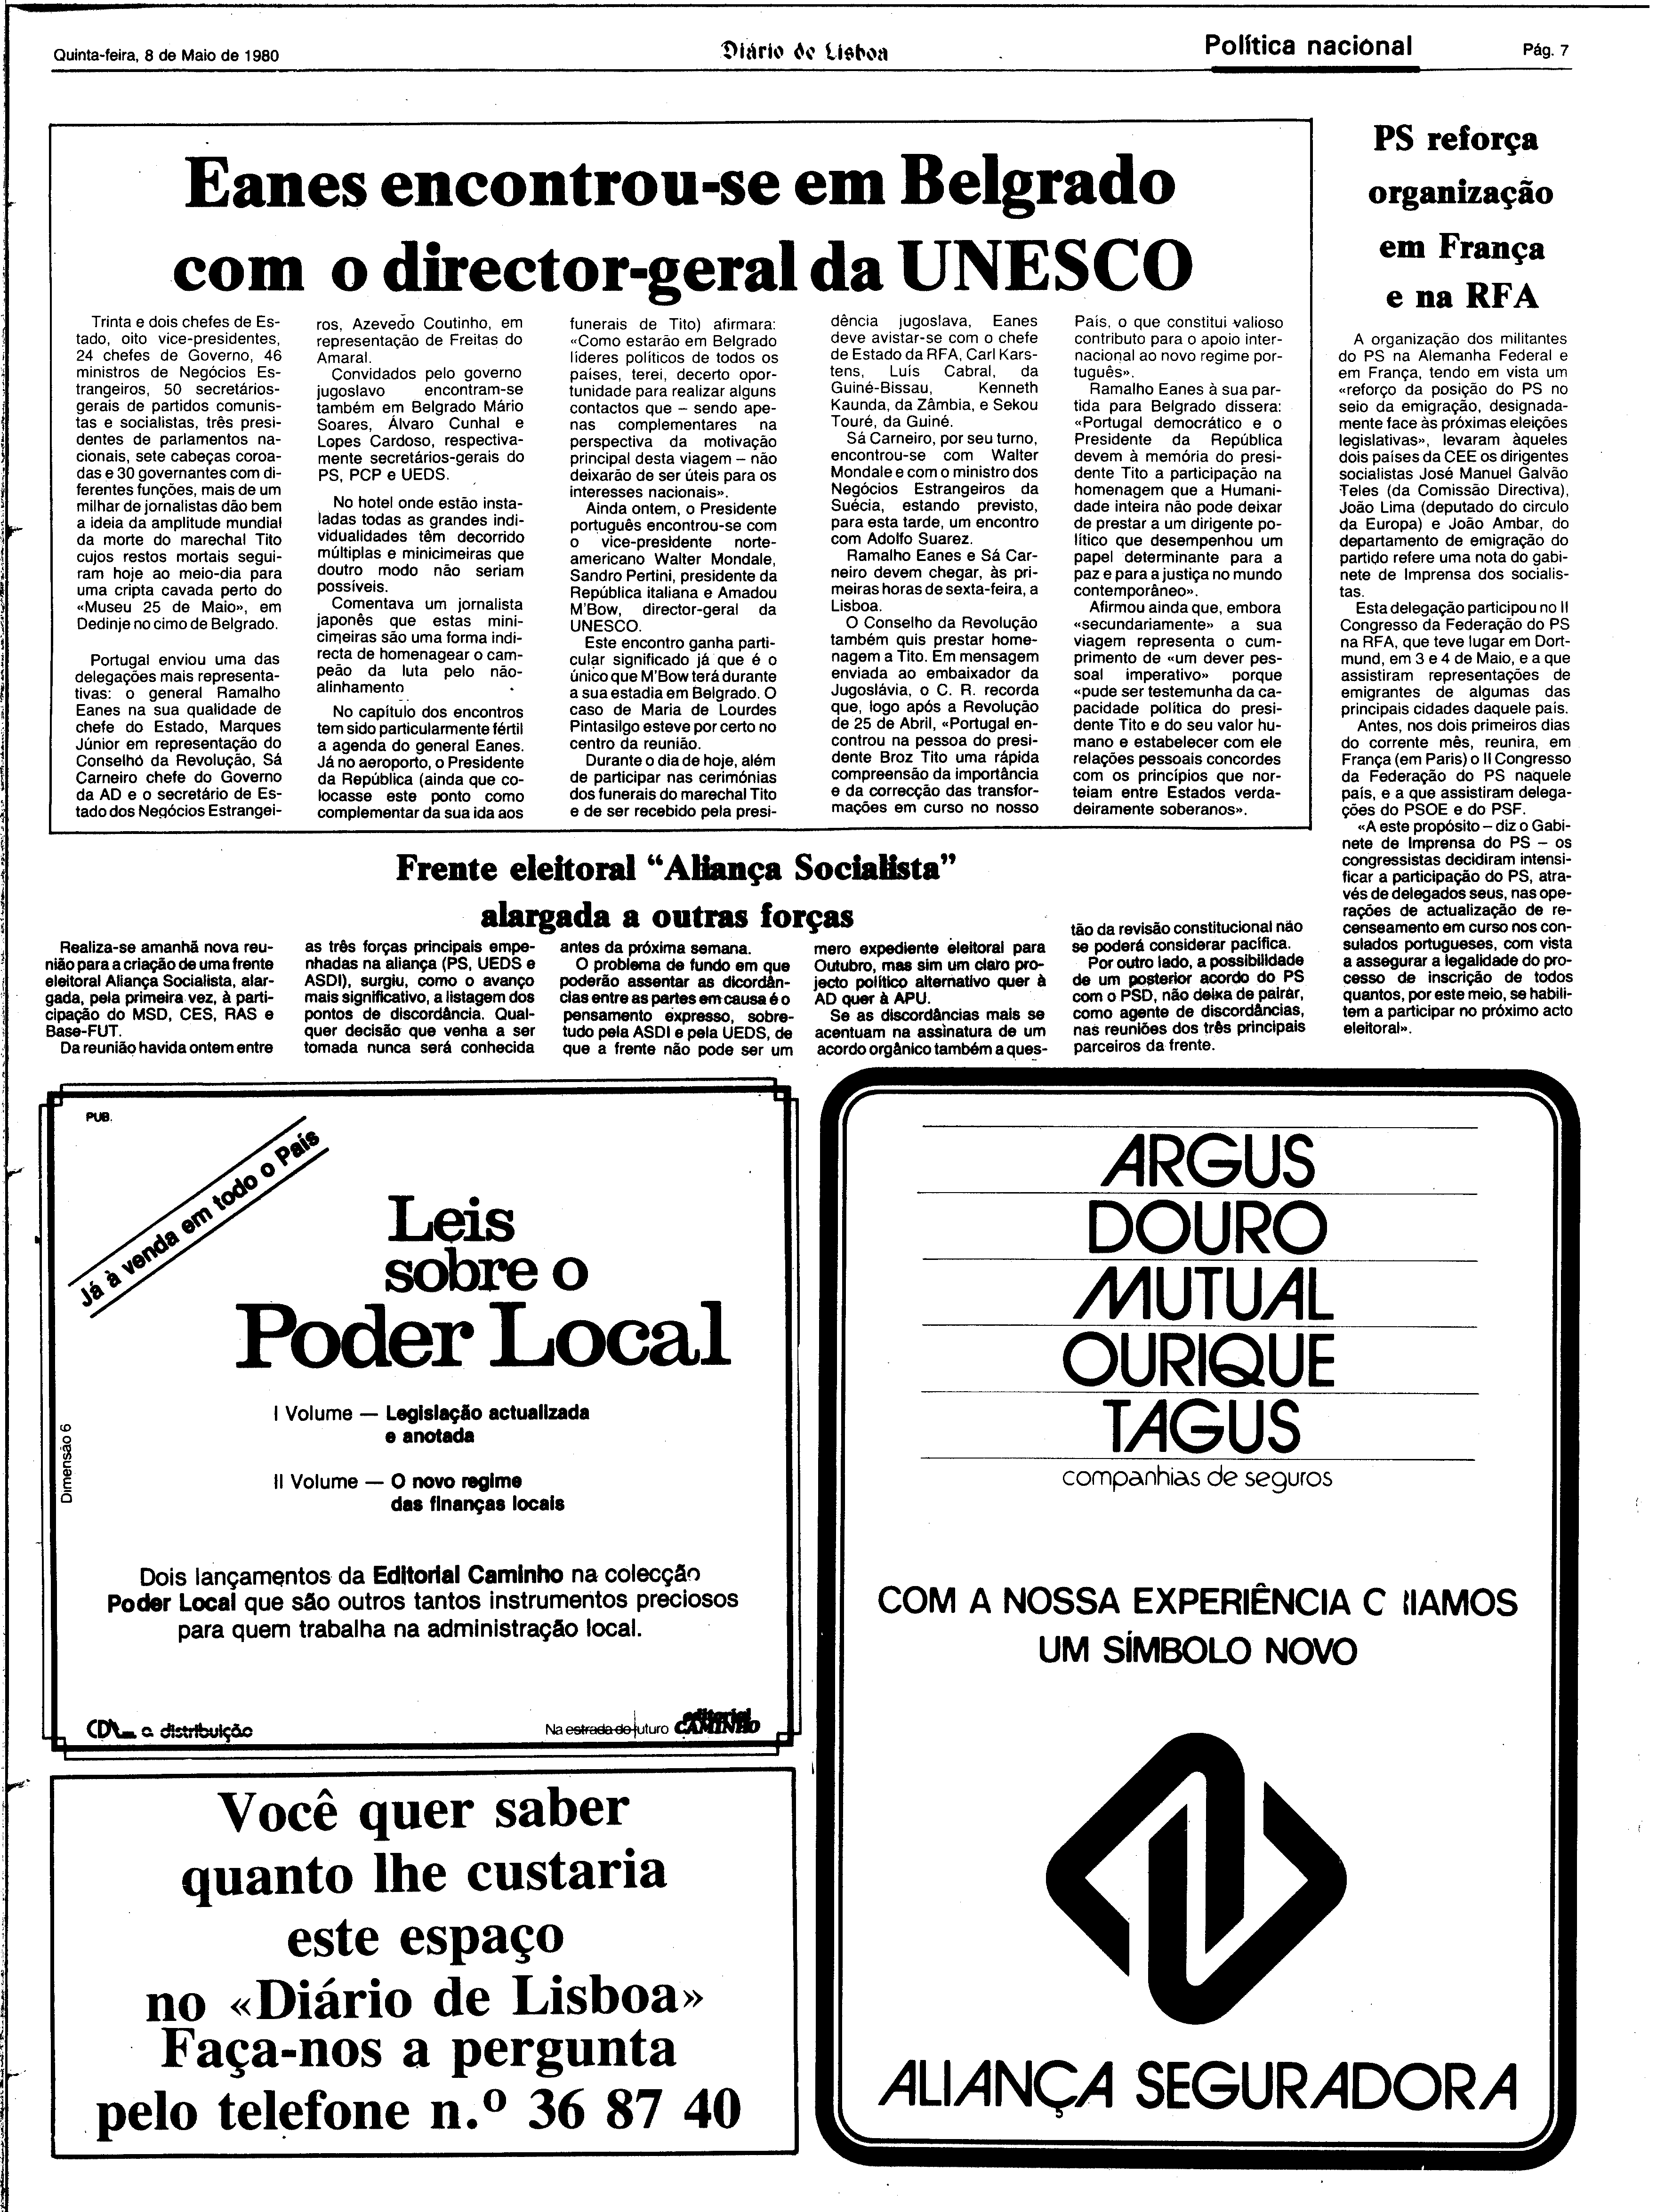 Quinta-feira, 8 de Maio de 1980
Diário de Lisboa
Política nacional
Pág. 7
Eanes encontrou-se em Belgrado
com o director-geral da UNESCO
Trinta e dois chefes de Es-
tado, oito vice-presidentes,
24 chefes de Governo, 46
ministros de Negócios Es-
trangeiros, 50 secretários-
gerais de partidos comunis-
tas e socialistas, três presi-
dentes de parlamentos na-
cionais, sete cabeças coroa-
das e 30 governantes com di-
ferentes funções, mais de um
milhar de jornalistas dão bem
a ideia da amplitude mundial
da morte do marechal Tito
cujos restos mortais segui-
ram hoje ao meio-dia para
uma cripta cavada perto do
«Museu 25 de Maio», em
Dedinje no cimo de Belgrado.
Portugal enviou uma das
delegações mais representa-
tivas: o general Ramalho
Eanes na sua qualidade de
chefe do Estado, Marques
Júnior em representação do
Conselho da Revolução, Sá
Carneiro chefe do Governo
da AD e o secretário de Es-
tado dos Negócios Estrangei-
ros, Azevedo Coutinho, em
representação de Freitas do
Amaral.
Convidados pelo governo
jugoslavo encontram-se
também em Belgrado Mário
Soares, Álvaro Cunhal e
Lopes Cardoso, respectiva-
mente secretários-gerais do
PS, PCP e UEDS.
No hotel onde estão insta-
ladas todas as grandes indi-
vidualidades têm decorrido
múltiplas e minicimeiras que
doutro modo não seriam
possíveis.
Comentava um jornalista
japonês que estas mini-
cimeiras são uma forma indi-
recta de homenagear o cam-
peão da luta pelo não-
alinhamento
No capítulo dos encontros
tem sido particularmente fértil
a agenda do general Eanes.
Já no aeroporto, o Presidente
da República (ainda que co-
locasse este ponto como
complementar da sua ida aos
funerais de Tito) afirmara:
«Como estarão em Belgrado
líderes políticos de todos os
países, terei, decerto opor-
tunidade para realizar alguns
contactos que – sendo ape-
nas complementares na
perspectiva da motivação
principal desta viagem – não
deixarão de ser úteis para os
interesses nacionais».
Ainda ontem, o Presidente
português encontrou-se com
o vice-presidente norte-
americano Walter Mondale,
Sandro Pertini, presidente da
República italiana e Amadou
M'Bow, director-geral da
UNESCO.
Este encontro ganha parti-
cular significado já que é o
único que M'Bow terá durante
a sua estadia em Belgrado. O
caso de Maria de Lourdes
Pintasilgo esteve por certo no
centro da reunião.
Durante o dia de hoje, além
de participar nas cerimónias
dos funerais do marechal Tito
e de ser recebido pela presi-
dência jugoslava, Eanes
deve avistar-se com o chefe
de Estado da RFA, Carl Kars-
tens, Luís Cabral, da
Guiné-Bissau, Kenneth
Kaunda, da Zâmbia, e Sekou
Touré, da Guiné.
Sá Carneiro, por seu turno,
encontrou-se com Walter
Mondale e com o ministro dos
Negócios Estrangeiros da
Suécia, estando previsto,
para esta tarde, um encontro
com Adolfo Suarez.
Ramalho Eanes e Sá Car-
neiro devem chegar, às pri-
meiras horas de sexta-feira, a
Lisboa.
O Conselho da Revolução
também quis prestar home-
nagem a Tito. Em mensagem
enviada ao embaixador da
Jugoslávia, o C. R. recorda
que, logo após a Revolução
de 25 de Abril, «Portugal en-
controu na pessoa do presi-
dente Broz Tito uma rápida
compreensão da importância
e da correcção das transfor-
mações em curso no nosso
País, o que constitui valioso
contributo para o apoio inter-
nacional ao novo regime por-
tuguês».
Ramalho Eanes à sua par-
tida para Belgrado dissera:
«Portugal democrático e o
Presidente da República
devem à memória do presi-
dente Tito a participação na
homenagem que a Humani-
dade inteira não pode deixar
de prestar a um dirigente po-
lítico que desempenhou um
papel determinante para a
paz e para a justiça no mundo
contemporâneo».
Afirmou ainda que, embora
«secundariamente» a sua
viagem representa o cum-
primento de «um dever pes-
soal imperativo» porque
«pude ser testemunha da ca-
pacidade política do presi-
dente Tito e do seu valor hu-
mano e estabelecer com ele
relações pessoais concordes
com os princípios que nor-
teiam entre Estados verda-
deiramente soberanos».
PS reforça
organização
em França
e na RFA
A organização dos militantes
do PS na Alemanha Federal e
em França, tendo em vista um
«reforço da posição do PS no
seio da emigração, designada-
mente face às próximas eleições
legislativas», levaram àqueles
dois países da CEE os dirigentes
socialistas José Manuel Galvão
Teles (da Comissão Directiva),
João Lima (deputado do circulo
da Europa) e João Ambar, do
departamento de emigração do
partido refere uma nota do gabi-
nete de Imprensa dos socialis-
tas.
Esta delegação participou no II
Congresso da Federação do PS
na RFA, que teve lugar em Dort-
mund, em 3 e 4 de Maio, e a que
assistiram representações de
emigrantes de algumas das
principais cidades daquele país.
Antes, nos dois primeiros dias
do corrente mês, reunira, em
França (em Paris) o II Congresso
da Federação do PS naquele
país, e a que assistiram delega-
ções do PSOE e do PSF.
«A este propósito – diz o Gabi-
nete de Imprensa do PS – os
congressistas decidiram intensi-
ficar a participação do PS, atra-
vés de delegados seus, nas ope-
rações de actualização de re-
censeamento em curso nos con-
sulados portugueses, com vista
a assegurar a legalidade do pro-
cesso de inscrição de todos
quantos, por este meio, se habili-
tem a participar no próximo acto
eleitoral».
Frente eleitoral “Aliança Socialista”
alargada a outras forças
Realiza-se amanhã nova reu-
nião para a criação de uma frente
eleitoral Aliança Socialista, alar-
gada, pela primeira vez, à parti-
cipação do MSD, CES, RAS e
Base-FUT.
Da reunião havida ontem entre
as três forças principais empe-
nhadas na aliança (PS, UEDS e
ASDI), surgiu, como o avanço
mais significativo, a listagem dos
pontos de discordância. Qual-
quer decisão que venha a ser
tomada nunca será conhecida
antes da próxima semana.
O problema de fundo em que
poderão assentar as dicordân-
cias entre as partes em causa é o
pensamento expresso, sobre-
tudo pela ASDI e pela UEDS, de
que a frente não pode ser um
mero expediente eleitoral para
Outubro, mas sim um claro pro-
jecto político alternativo quer à
AD quer à APU.
Se as discordâncias mais se
acentuam na assinatura de um
acordo orgânico também a ques-
tão da revisão constitucional não
se poderá considerar pacífica.
Por outro lado, a possibilidade
de um posterior acordo do PS
com o PSD, não deixa de pairar,
como agente de discordâncias,
nas reuniões dos três principais
parceiros da frente.
PUB.
Já à venda em todo o País
Leis
sobre o
Poder Local
I Volume — Legislação actualizada
e anotada
II Volume — O novo regime
das finanças locais
Dimensão 6
Dois lançamentos da Editorial Caminho na colecção
Poder Local que são outros tantos instrumentos preciosos
para quem trabalha na administração local.
CDL a distribuição
Na estrada do futuro editorial
CAMINHO
Você quer saber
quanto lhe custaria
este espaço
no «Diário de Lisboa»
Faça-nos a pergunta
pelo telefone n.º 36 87 40
ARGUS
DOURO
MUTUAL
OURIQUE
TAGUS
companhias de seguros
COM A NOSSA EXPERIÊNCIA CRIAMOS
UM SÍMBOLO NOVO
ALIANÇA SEGURADORA